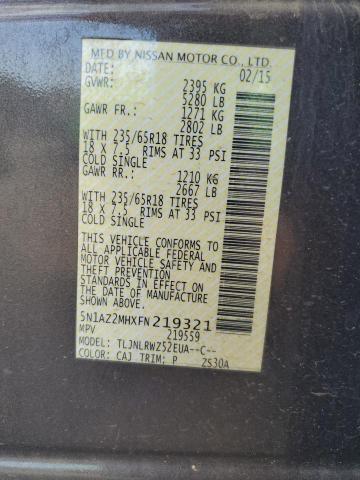 MFD BY NISSAN MOTOR CO., LTD.
DATE: 02/15
GVWR: 2395 KG
5280 LB
GAWR FR.: 1271 KG
2802 LB
WITH 235/65R18 TIRES
18 X 7.5 RIMS AT 33 PSI
COLD SINGLE
GAWR RR.: 1210 KG
2667 LB
WITH 235/65R18 TIRES
18 X 7.5 RIMS AT 33 PSI
COLD SINGLE
THIS VEHICLE CONFORMS TO
ALL APPLICABLE FEDERAL
MOTOR VEHICLE SAFETY AND
THEFT PREVENTION
STANDARDS IN EFFECT ON
THE DATE OF MANUFACTURE
SHOWN ABOVE.
5N1AZ2MHXFN219321
MPV 219559
MODEL: TLJNLRWZ52EUA--C--
COLOR: CAJ TRIM: P 2S30A